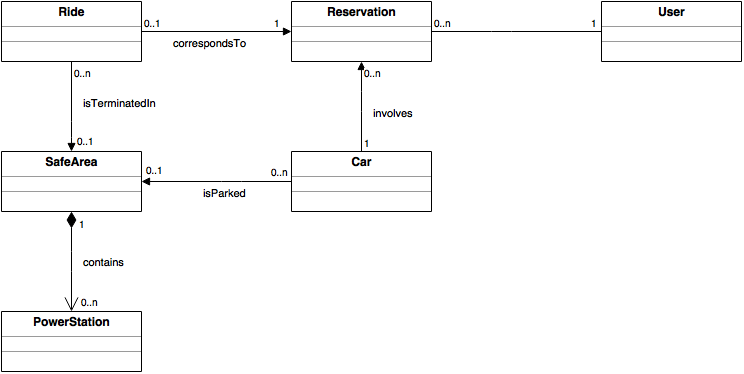 Ride
Reservation
User
0..1
1
0..n
1
correspondsTo
0..n
0..n
isTerminatedIn
involves
0..1
1
SafeArea
Car
0..1
0..n
isParked
1
contains
0..n
PowerStation